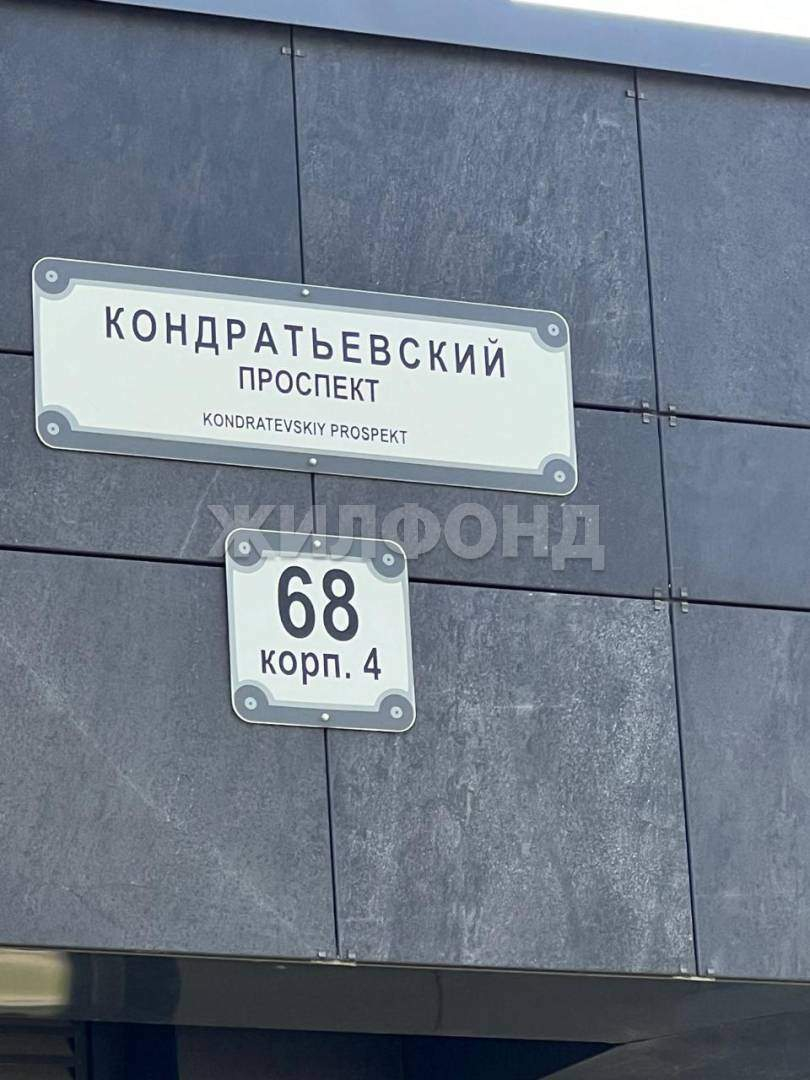 КОНДРАТЬЕВСКИЙ
ПРОСПЕКТ
KONDRATEVSKIY PROSPEKT
ЖИЛФОНД
68
корп. 4